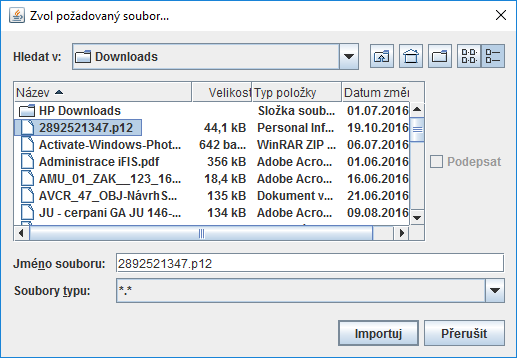 Zvol požadovaný soubor...
Hledat v: Downloads
Název Velikost Typ položky Datum změn
HP Downloads Složka soub... 01.07.2016
2892521347.p12 44,1 kB Personal Inf... 19.10.2016
Activate-Windows-Phot... 642 ba... WinRAR ZIP ... 06.07.2016
Administrace iFIS.pdf 356 kB Adobe Acro... 01.06.2016
AMU_01_ZAK__123_16... 18,4 kB Adobe Acro... 16.06.2016
AVCR_47_OBJ-NávrhS... 135 kB Dokument v... 21.06.2016
JU - cerpani GA JU 146-... 134 kB Adobe Acro... 09.08.2016
Podepsat
Jméno souboru: 2892521347.p12
Soubory typu: *.*
Importuj Přerušit